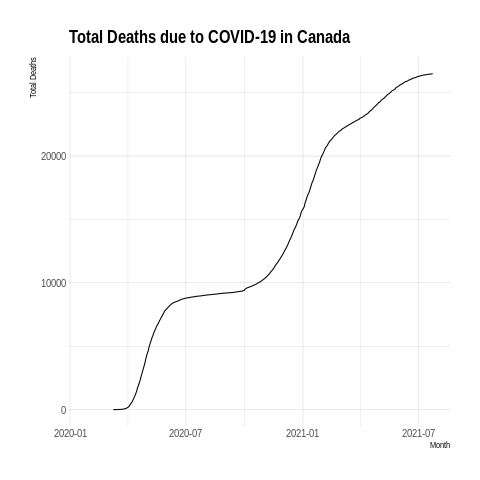 Total Deaths due to COVID-19 in Canada
Total Deaths
20000
10000
0
2020-01 2020-07 2021-01 2021-07
Month